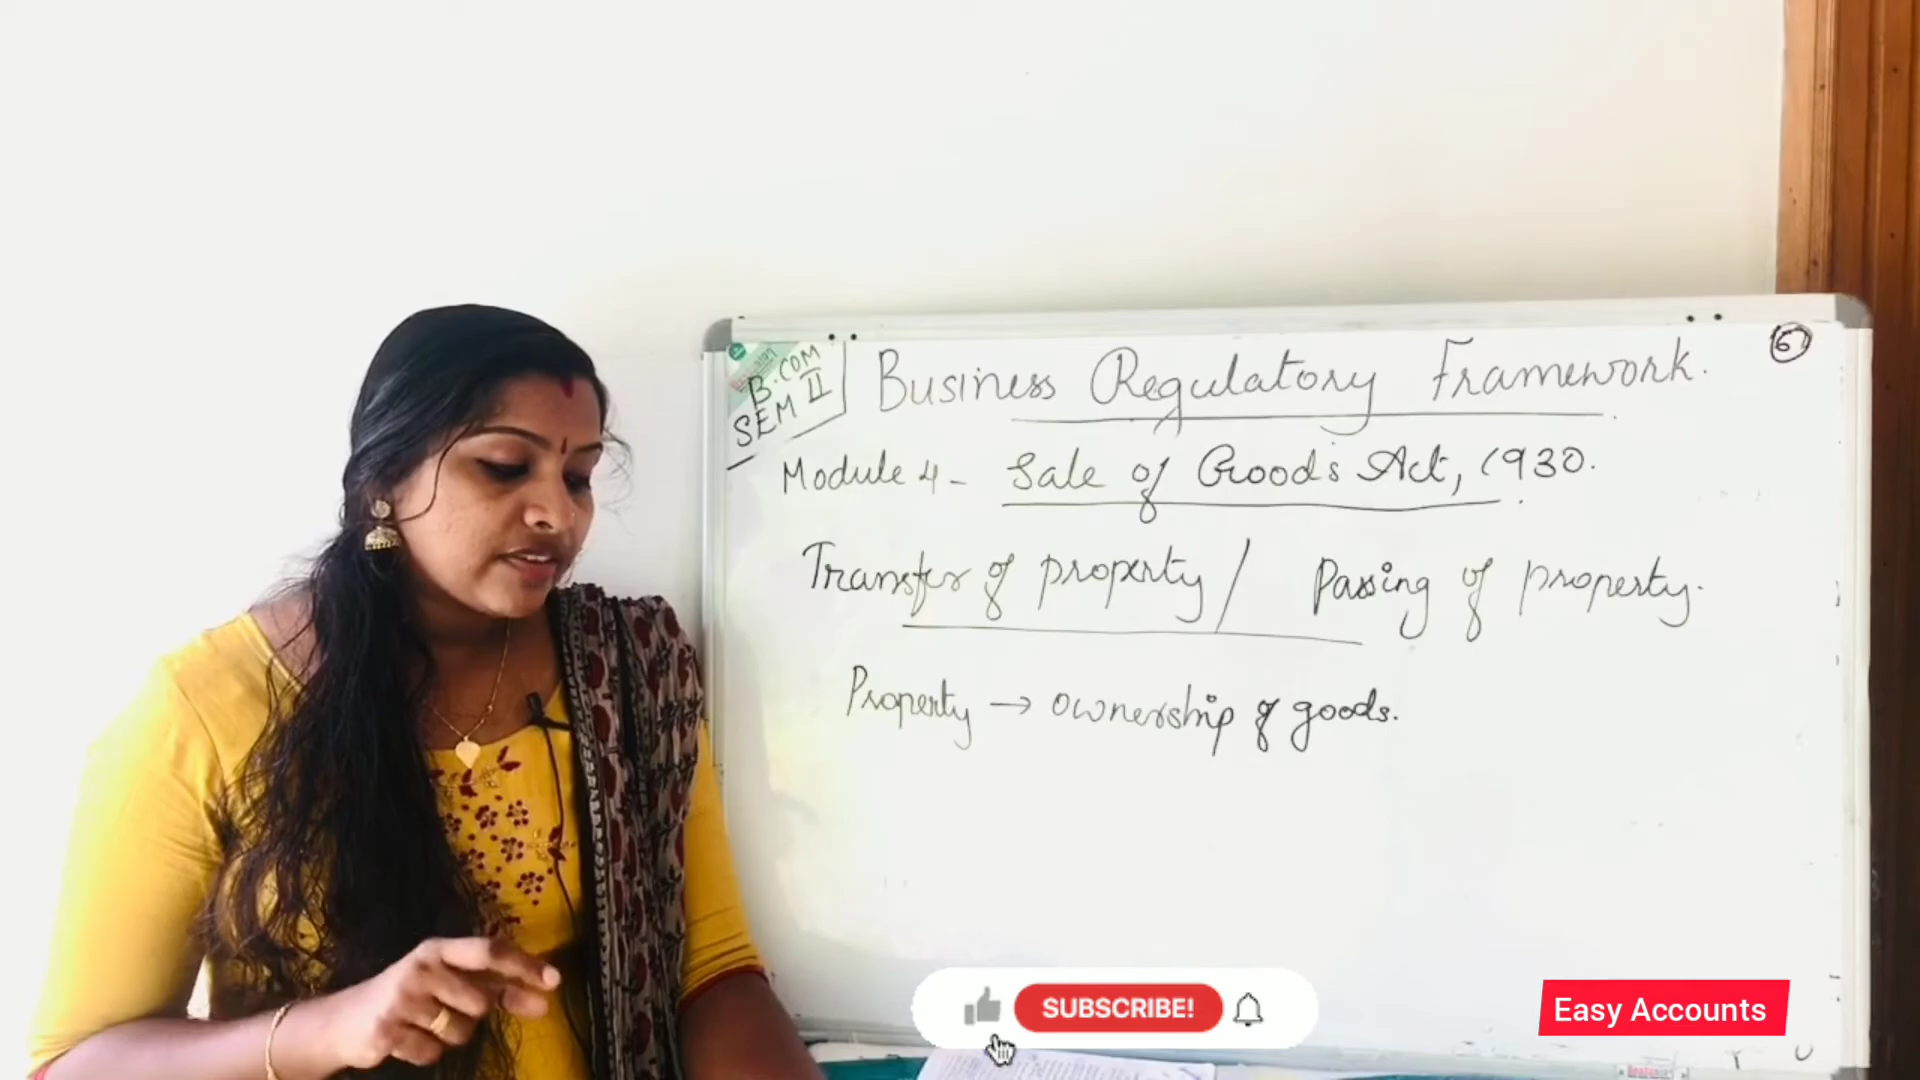 B.COM
SEM II
Business Regulatory Framework.
6
Module 4 - Sale of Goods Act, 1930.
Transfer of property / Passing of property.
Property → ownership of goods.
SUBSCRIBE!
Easy Accounts